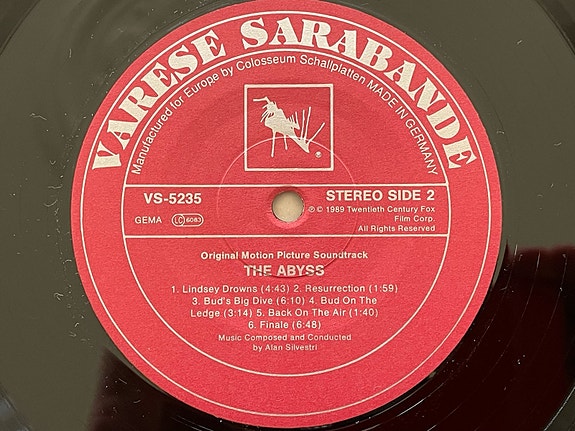 VARESE SARABANDE
Manufactured for Europe by Colosseum Schallplatten MADE IN GERMANY
®
VS-5235
STEREO SIDE 2
GEMA LC 6083
℗ © 1989 Twentieth Century Fox
Film Corp.
All Rights Reserved
Original Motion Picture Soundtrack
THE ABYSS
1. Lindsey Drowns (4:43) 2. Resurrection (1:59)
3. Bud's Big Dive (6:10) 4. Bud On The
Ledge (3:14) 5. Back On The Air (1:40)
6. Finale (6:48)
Music Composed and Conducted
by Alan Silvestri